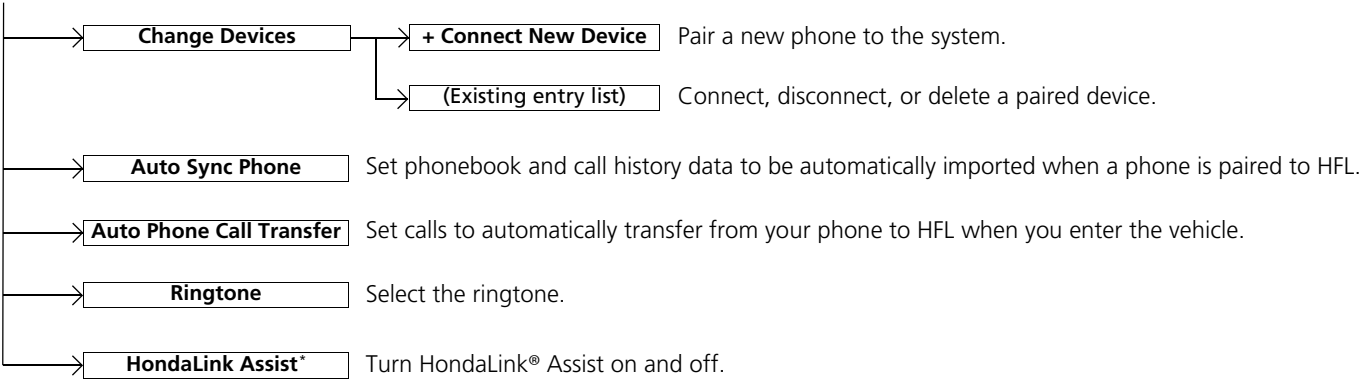 Change Devices
+ Connect New Device
Pair a new phone to the system.
(Existing entry list)
Connect, disconnect, or delete a paired device.
Auto Sync Phone
Set phonebook and call history data to be automatically imported when a phone is paired to HFL.
Auto Phone Call Transfer
Set calls to automatically transfer from your phone to HFL when you enter the vehicle.
Ringtone
Select the ringtone.
HondaLink Assist*
Turn HondaLink® Assist on and off.